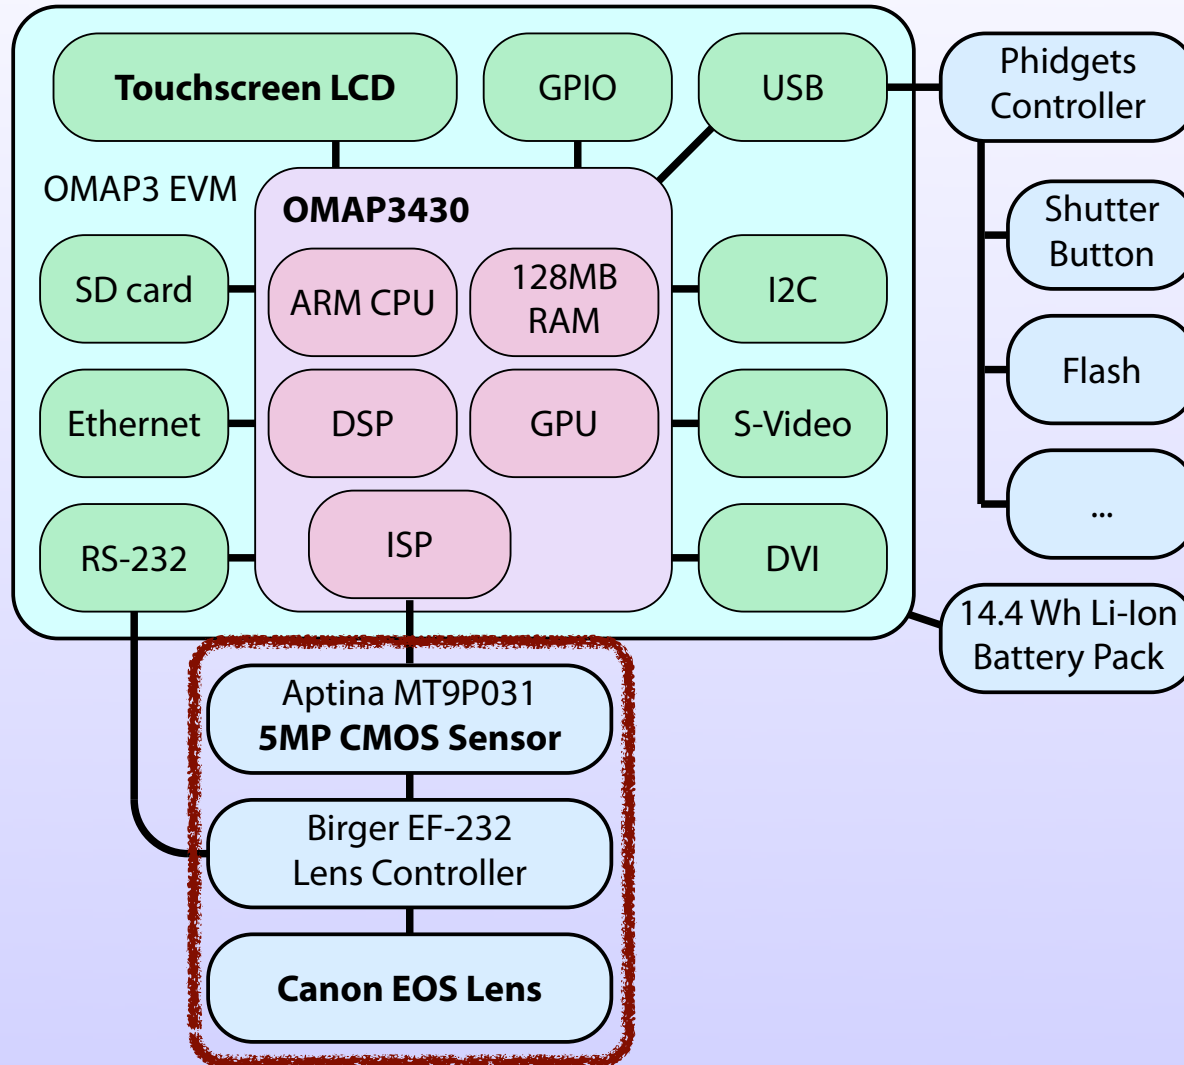 Touchscreen LCD
GPIO
USB
Phidgets
Controller
OMAP3 EVM
OMAP3430
Shutter
Button
SD card
ARM CPU
128MB
RAM
I2C
Flash
Ethernet
DSP
GPU
S-Video
...
RS-232
ISP
DVI
14.4 Wh Li-Ion
Battery Pack
Aptina MT9P031
5MP CMOS Sensor
Birger EF-232
Lens Controller
Canon EOS Lens